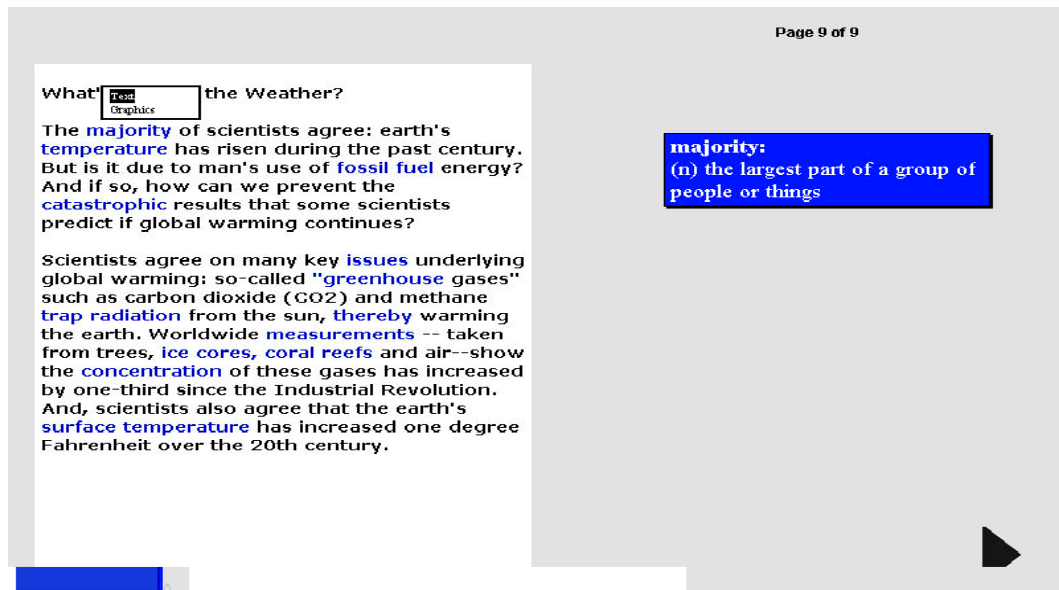 Page 9 of 9
What' the Weather?
Text
Graphics
The majority of scientists agree: earth's
temperature has risen during the past century.
But is it due to man's use of fossil fuel energy?
And if so, how can we prevent the
catastrophic results that some scientists
predict if global warming continues?
Scientists agree on many key issues underlying
global warming: so-called "greenhouse gases"
such as carbon dioxide (CO2) and methane
trap radiation from the sun, thereby warming
the earth. Worldwide measurements -- taken
from trees, ice cores, coral reefs and air--show
the concentration of these gases has increased
by one-third since the Industrial Revolution.
And, scientists also agree that the earth's
surface temperature has increased one degree
Fahrenheit over the 20th century.
majority:
(n) the largest part of a group of
people or things